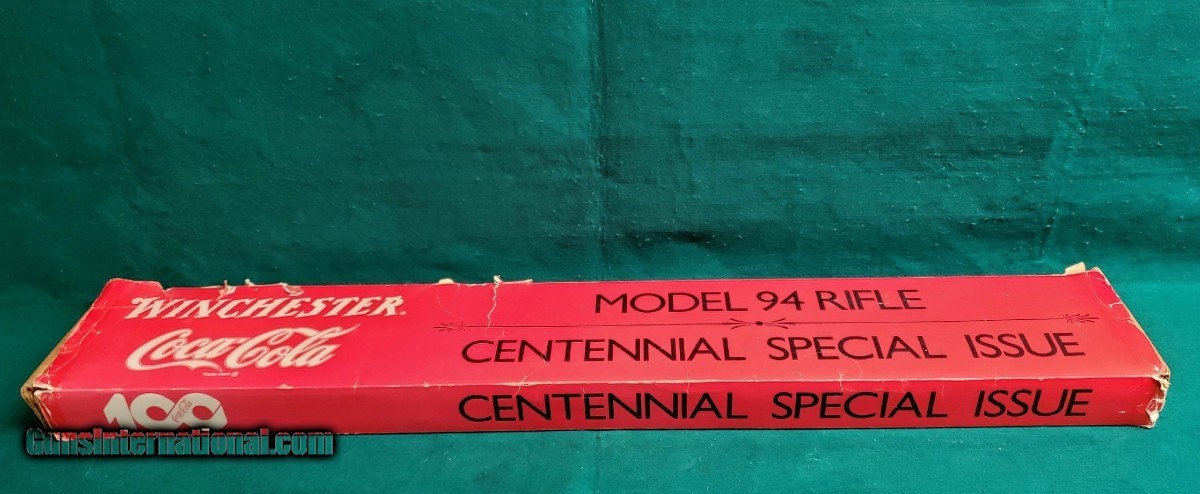 WINCHESTER®
MODEL 94 RIFLE
Coca-Cola
CENTENNIAL SPECIAL ISSUE
100
CENTENNIAL SPECIAL ISSUE
GunsInternational.com